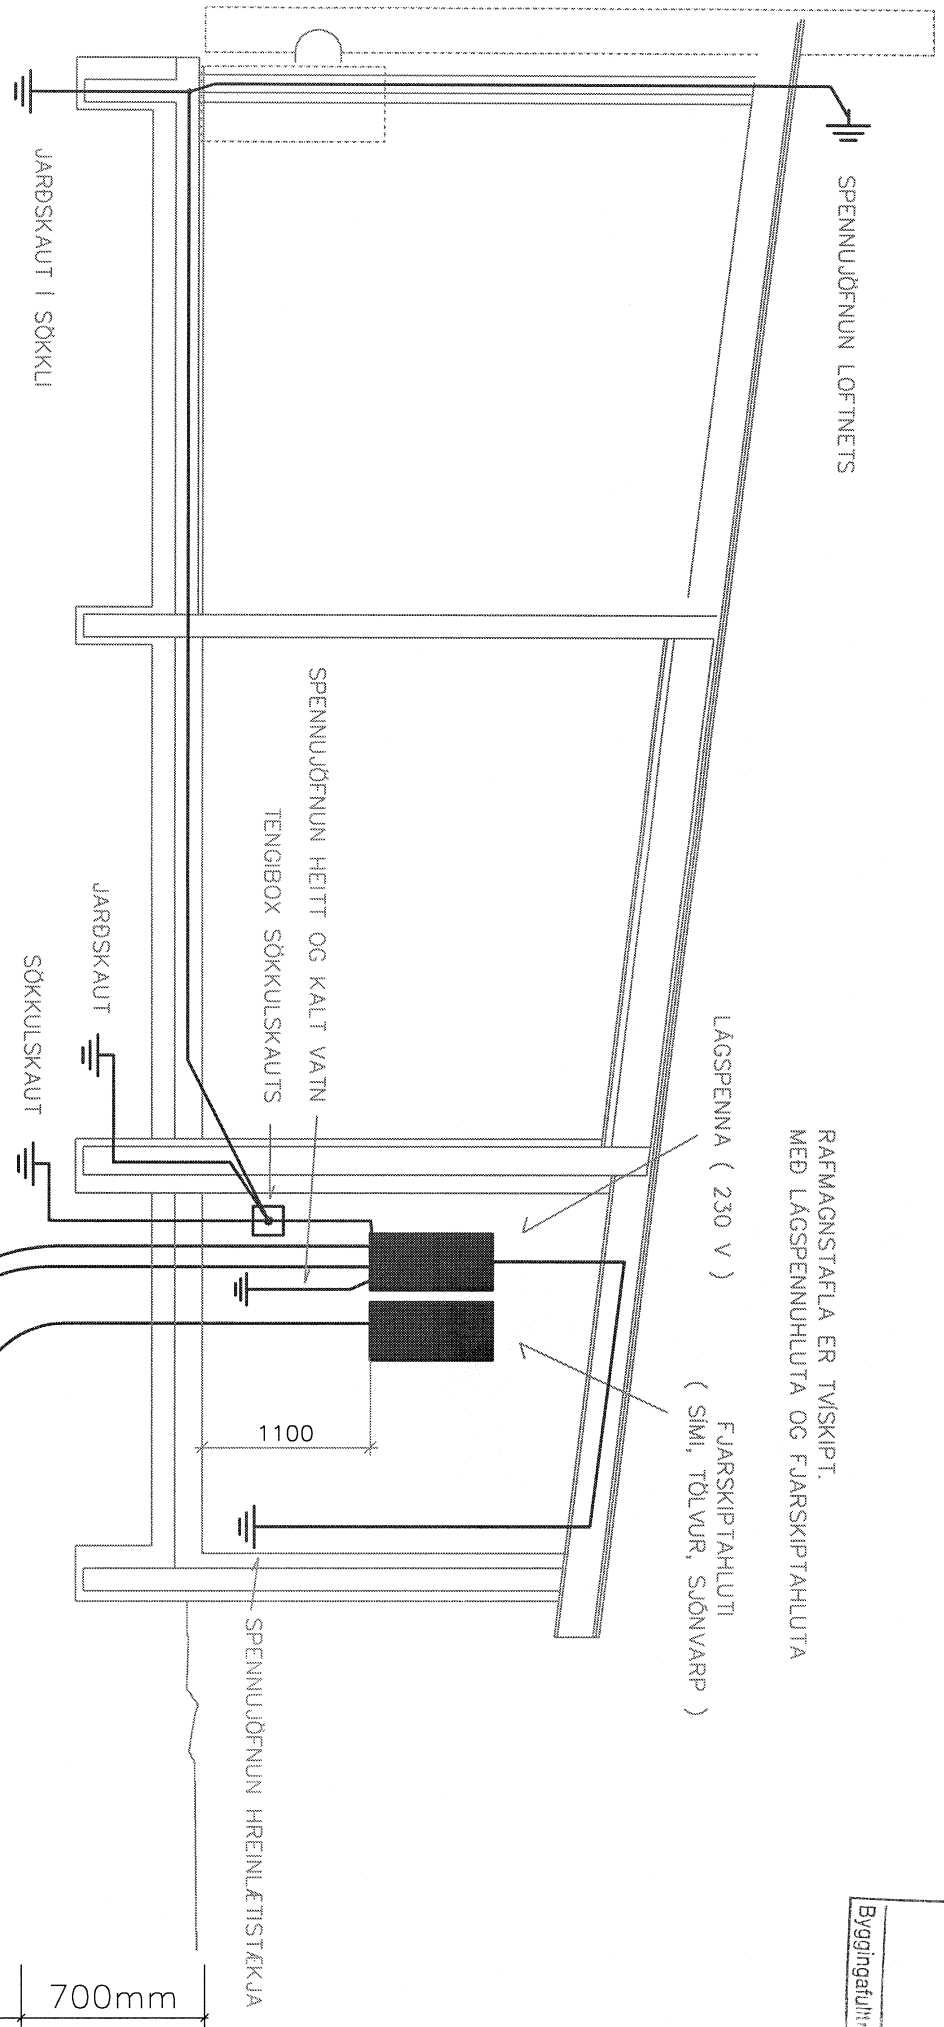 RAFMAGNSTAFLA ER TVÍSKIPT.
MEÐ LÁGSPENNUHLUTA OG FJARSKIPTAHLUTA
SPENNUJÖFNUN LOFTNETS
LÁGSPENNA ( 230 V )
FJARSKIPTAHLUTI
( SÍMI, TÖLVUR, SJÓNVARP )
SPENNUJÖFNUN HEITT OG KALT VATN
TENGIBOX SÖKKULSKAUTS
1100
SPENNUJÖFNUN HREINLÆTISTÆKJA
JARÐSKAUT
JARÐSKAUT Í SÖKKLI
SÖKKULSKAUT
700mm